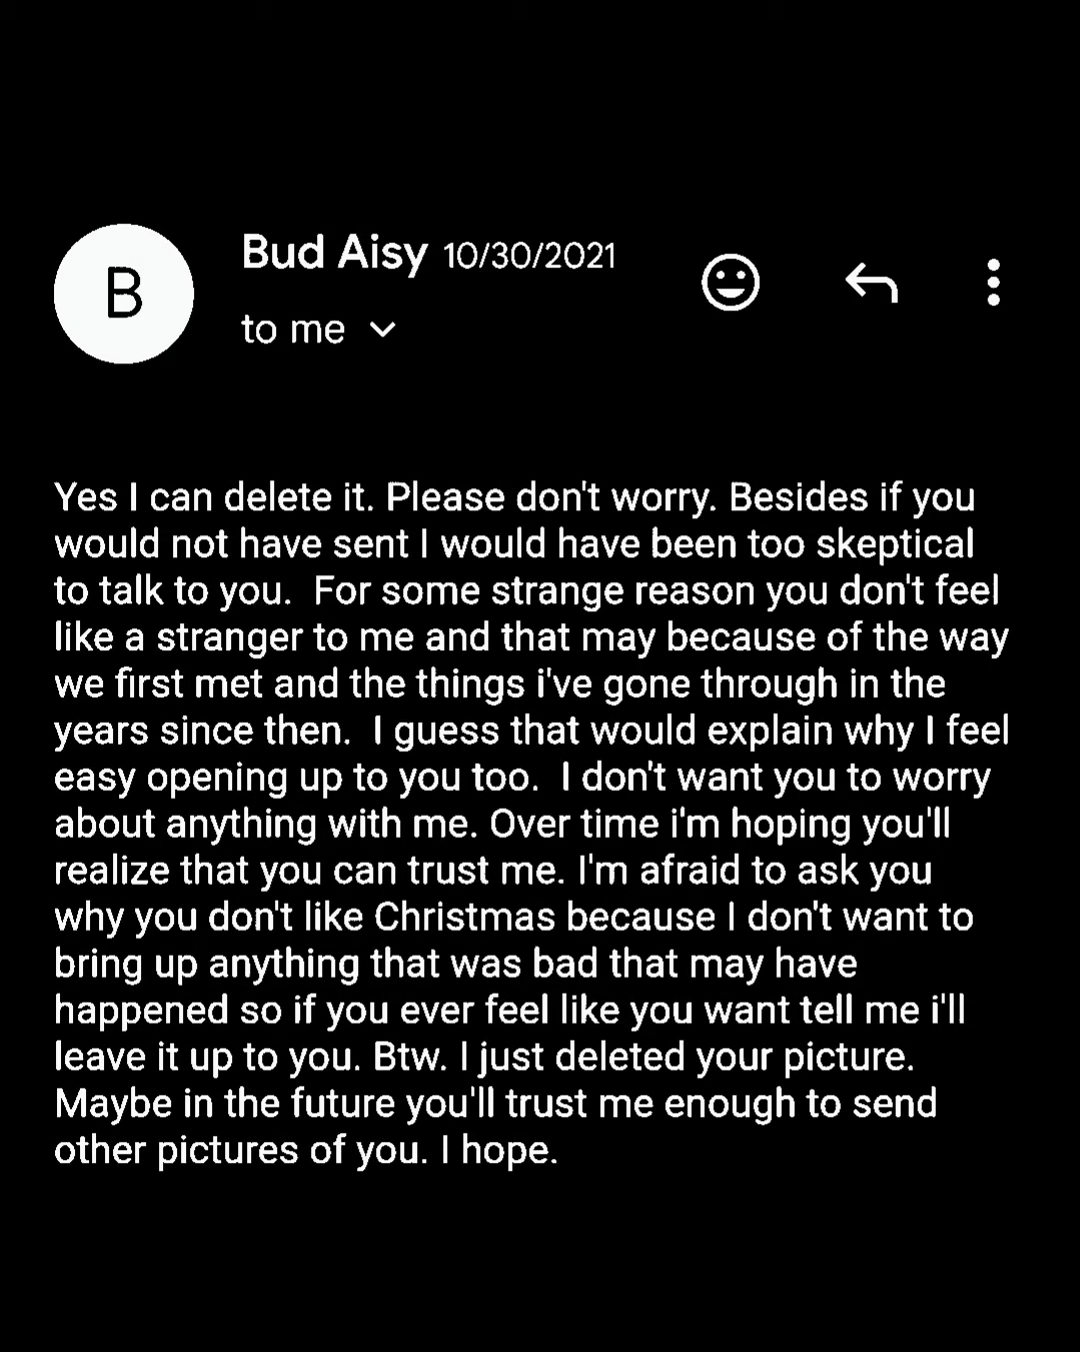 B
Bud Aisy 10/30/2021
to me
Yes I can delete it. Please don't worry. Besides if you
would not have sent I would have been too skeptical
to talk to you.  For some strange reason you don't feel
like a stranger to me and that may because of the way
we first met and the things i've gone through in the
years since then.  I guess that would explain why I feel
easy opening up to you too.  I don't want you to worry
about anything with me. Over time i'm hoping you'll
realize that you can trust me. I'm afraid to ask you
why you don't like Christmas because I don't want to
bring up anything that was bad that may have
happened so if you ever feel like you want tell me i'll
leave it up to you. Btw. I just deleted your picture.
Maybe in the future you'll trust me enough to send
other pictures of you. I hope.